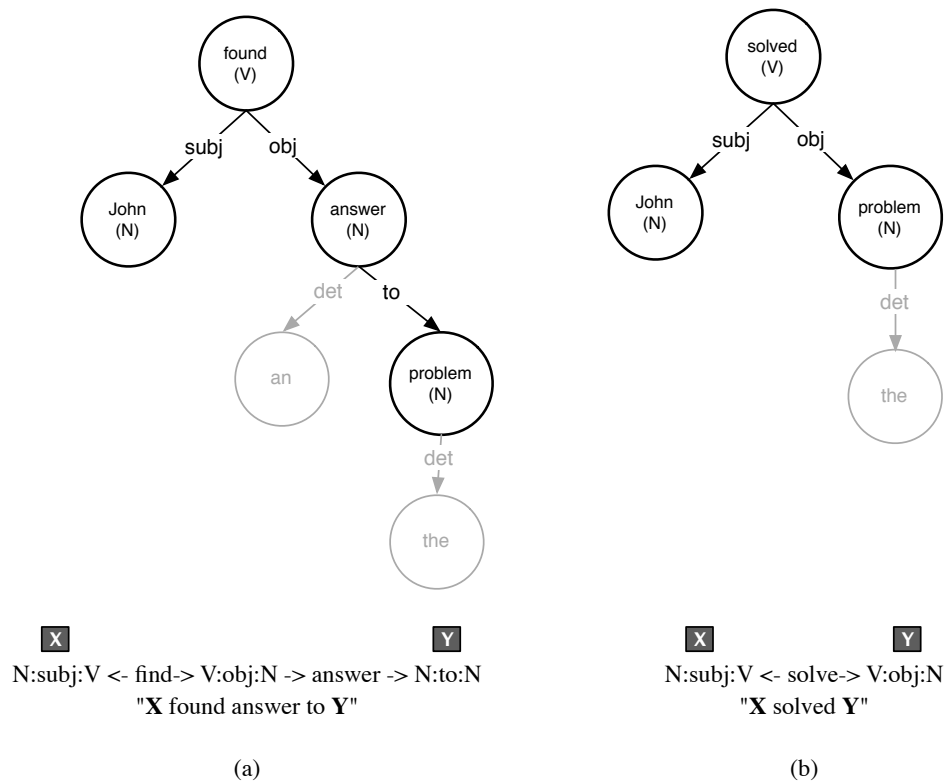 found
(V)
subj
obj
John
(N)
answer
(N)
det
to
an
problem
(N)
det
the
X
Y
N:subj:V <- find-> V:obj:N -> answer -> N:to:N
"X found answer to Y"
(a)
solved
(V)
subj
obj
John
(N)
problem
(N)
det
the
X
Y
N:subj:V <- solve-> V:obj:N
"X solved Y"
(b)